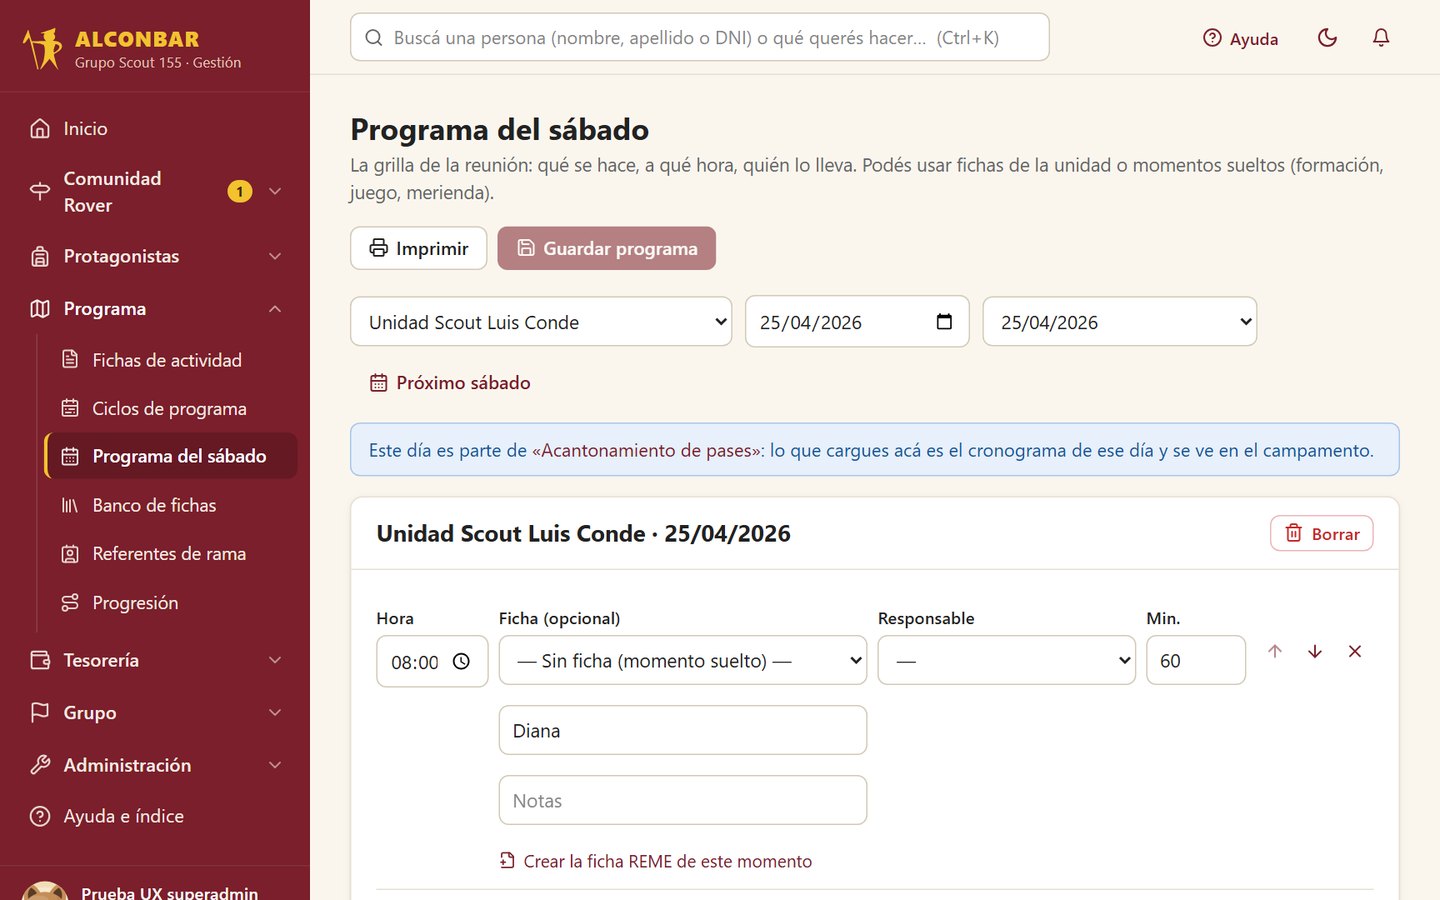 ALCONBAR
Grupo Scout 155 · Gestión
Inicio
Comunidad
Rover
1
Protagonistas
Programa
Fichas de actividad
Ciclos de programa
Programa del sábado
Banco de fichas
Referentes de rama
Progresión
Tesorería
Grupo
Administración
Ayuda e índice
Prueba UX superadmin
Buscá una persona (nombre, apellido o DNI) o qué querés hacer... (Ctrl+K)
Ayuda
Programa del sábado
La grilla de la reunión: qué se hace, a qué hora, quién lo lleva. Podés usar fichas de la unidad o momentos sueltos (formación,
juego, merienda).
Imprimir
Guardar programa
Unidad Scout Luis Conde
25/04/2026
25/04/2026
Próximo sábado
Este día es parte de «Acantonamiento de pases»: lo que cargues acá es el cronograma de ese día y se ve en el campamento.
Unidad Scout Luis Conde · 25/04/2026
Borrar
Hora
Ficha (opcional)
Responsable
Min.
08:00
— Sin ficha (momento suelto) —
—
60
Diana
Notas
Crear la ficha REME de este momento